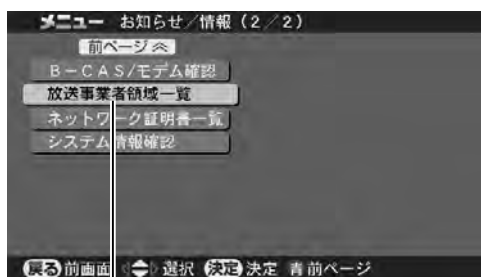 メニュー お知らせ/情報(2/2)
前ページ
B-CAS/モデム確認
放送事業者領域一覧
ネットワーク証明書一覧
システム情報確認
戻る 前画面 選択 決定 決定 青 前ページ